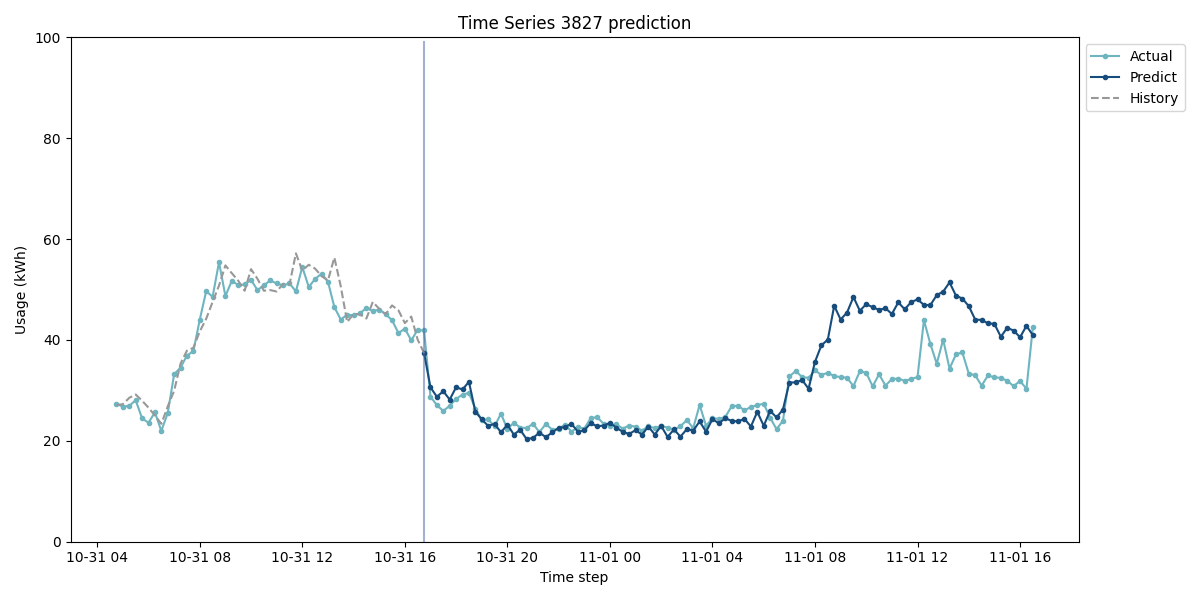 Time Series 3827 prediction
100
80
60
40
20
0
Usage (kWh)
10-31 04 10-31 08 10-31 12 10-31 16 10-31 20 11-01 00 11-01 04 11-01 08 11-01 12 11-01 16
Time step
Actual
Predict
History